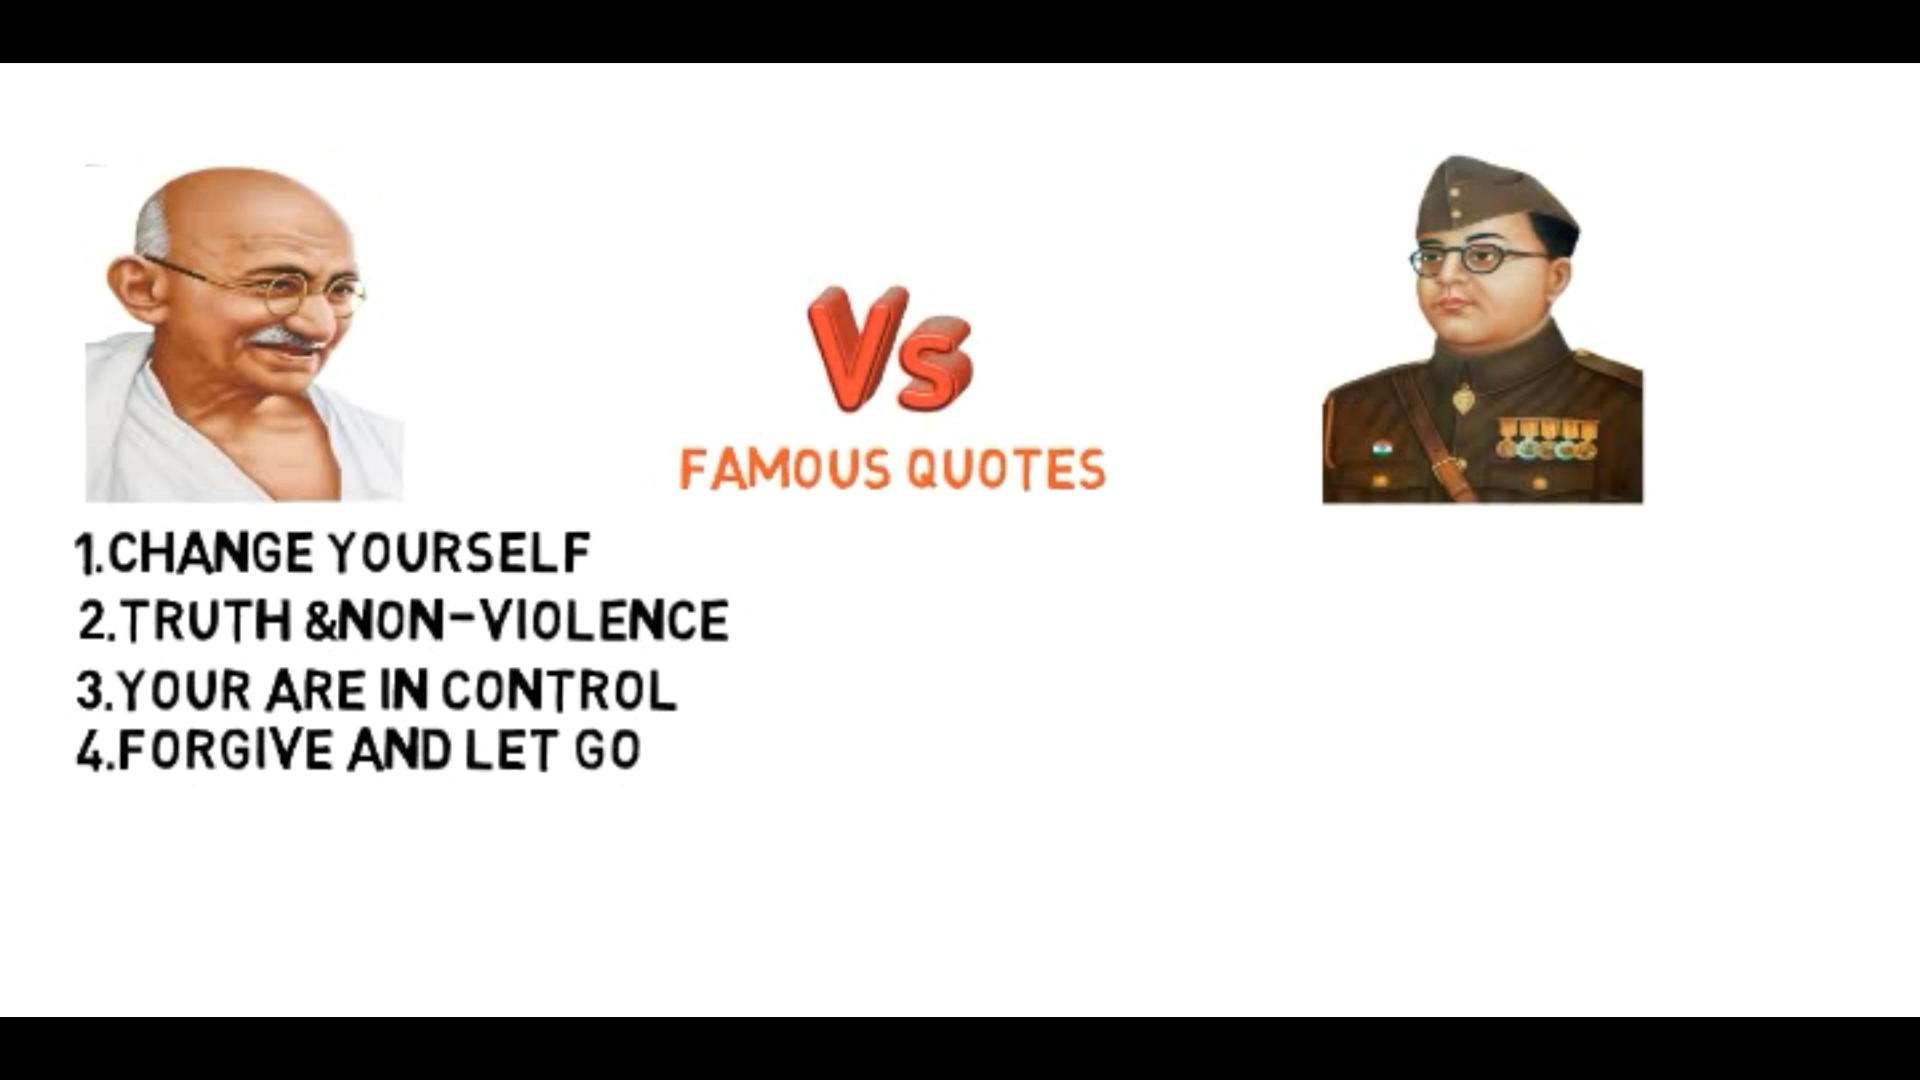 Vs
FAMOUS QUOTES
1.CHANGE YOURSELF
2.TRUTH &NON-VIOLENCE
3.YOUR ARE IN CONTROL
4.FORGIVE AND LET GO